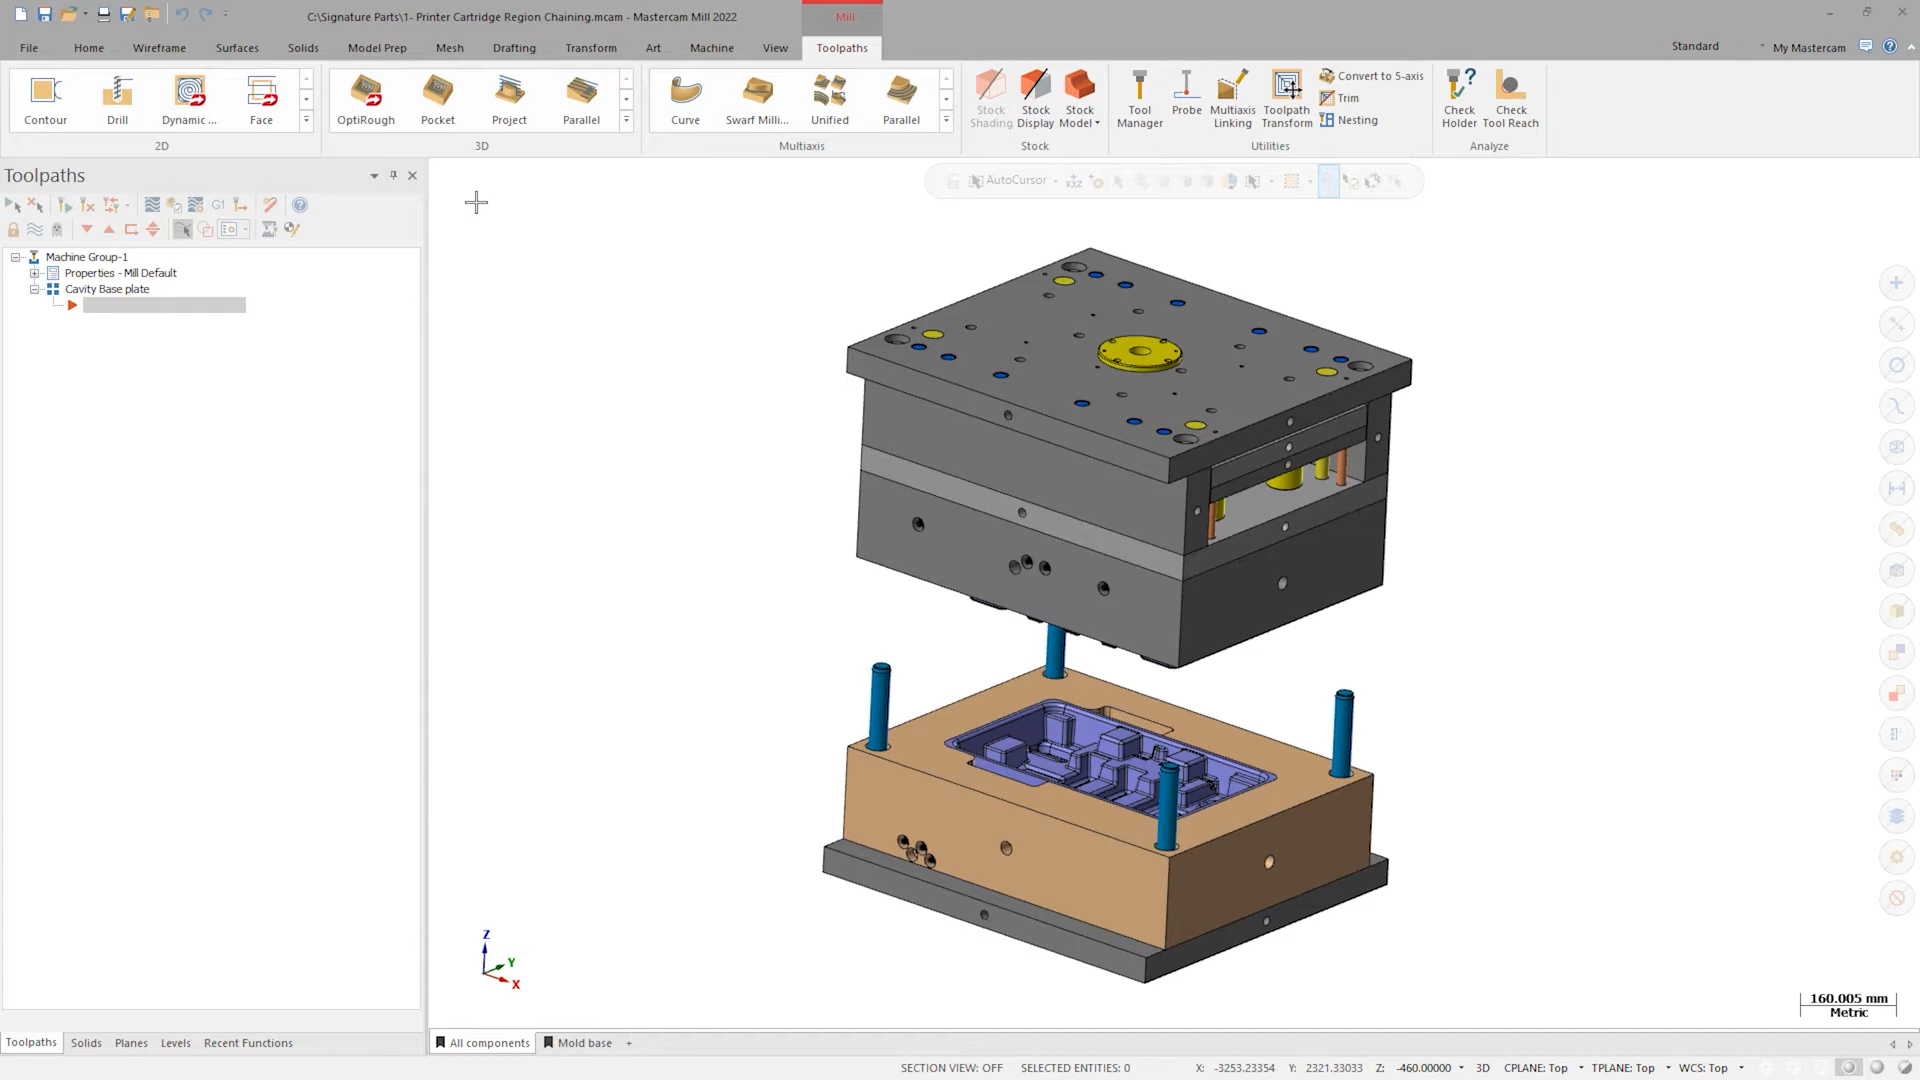 C:\Signature Parts\1- Printer Cartridge Region Chaining.mcam - Mastercam Mill 2022
Mill
File Home Wireframe Surfaces Solids Model Prep Mesh Drafting Transform Art Machine View Toolpaths
Standard My Mastercam
Contour Drill Dynamic ... Face
2D
OptiRough Pocket Project Parallel
3D
Curve Swarf Milli... Unified Parallel
Multiaxis
Stock Shading
Stock Display
Stock Model
Stock
Tool Manager
Probe
Multiaxis Linking
Toolpath Transform
Convert to 5-axis
Trim
Nesting
Utilities
Check Holder
Check Tool Reach
Analyze
Toolpaths
G1
AutoCursor
XYZ
Machine Group-1
Properties - Mill Default
Cavity Base plate
Z
Y
X
160.005 mm
Metric
Toolpaths Solids Planes Levels Recent Functions
All components Mold base +
SECTION VIEW: OFF SELECTED ENTITIES: 0 X: -3253.23354 Y: 2321.33033 Z: -460.00000 3D CPLANE: Top TPLANE: Top WCS: Top